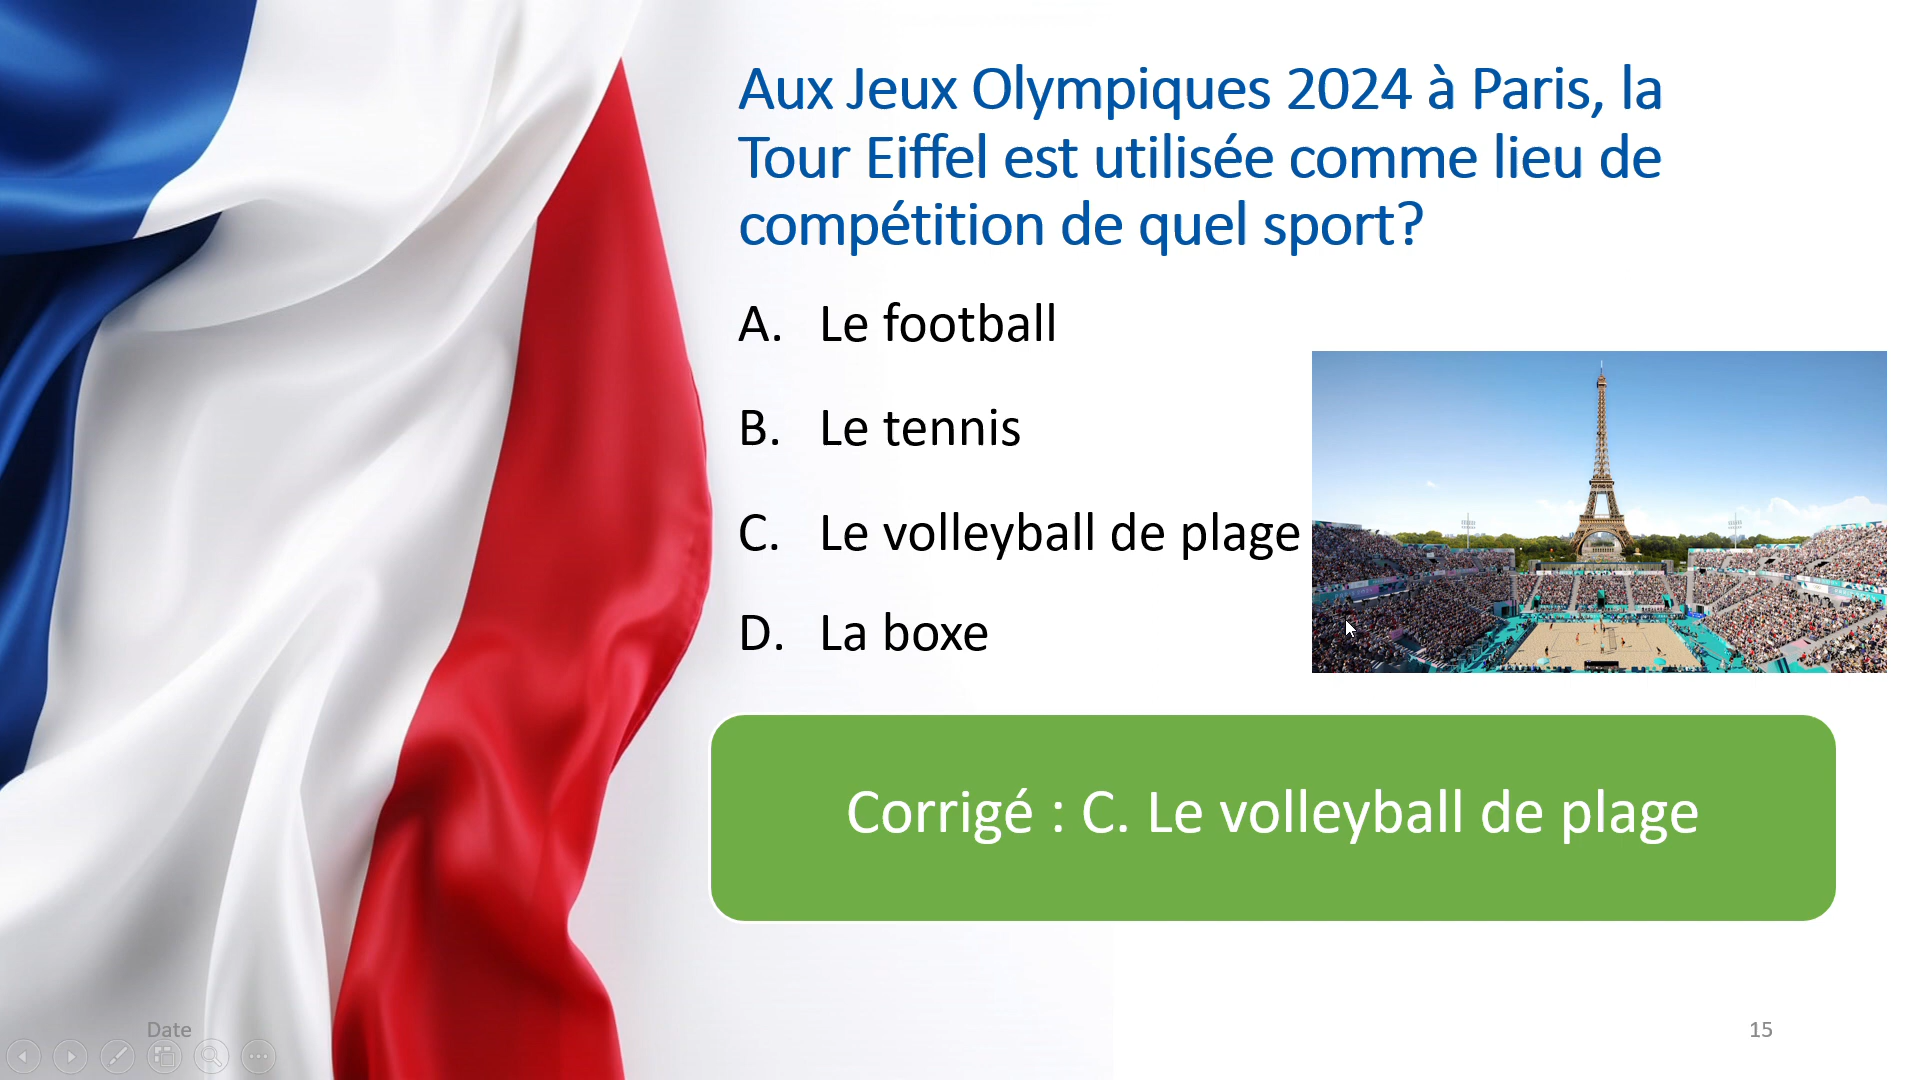 Aux Jeux Olympiques 2024 à Paris, la
Tour Eiffel est utilisée comme lieu de
compétition de quel sport?
A. Le football
B. Le tennis
C. Le volleyball de plage
D. La boxe
Corrigé : C. Le volleyball de plage
Date
15